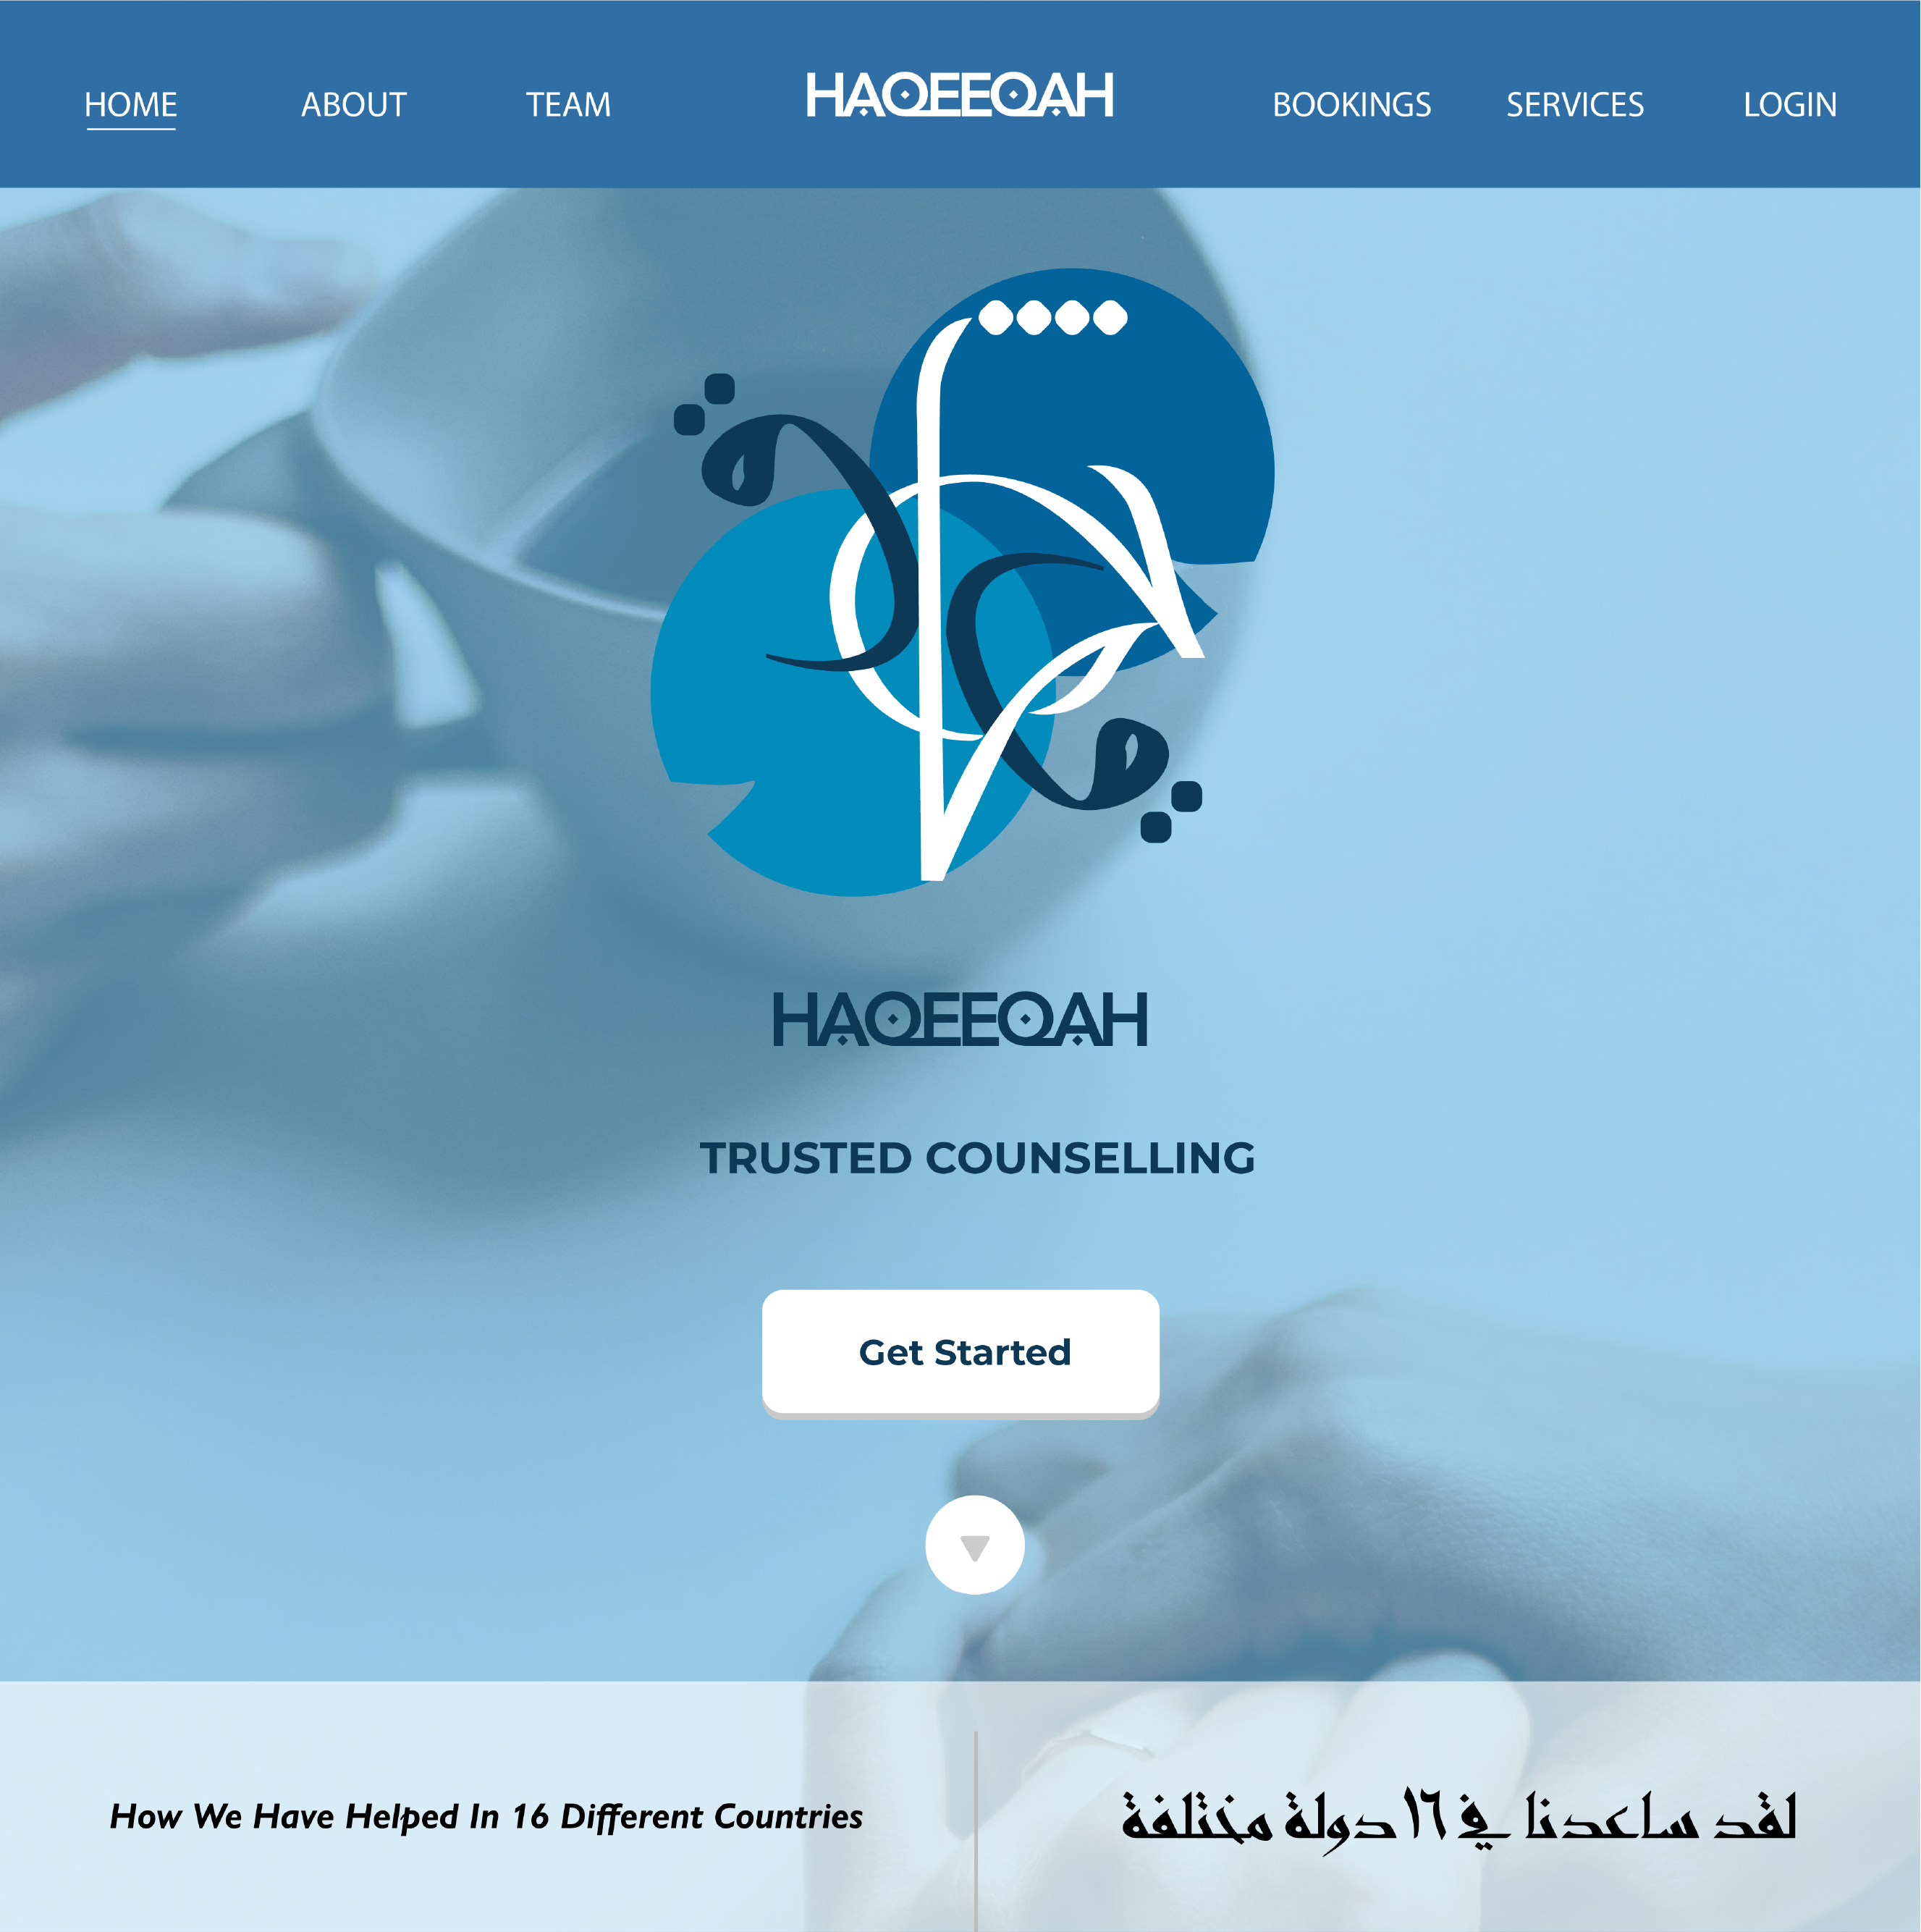 HOME ABOUT TEAM HAQEEQAH BOOKINGS SERVICES LOGIN
HAQEEQAH
TRUSTED COUNSELLING
Get Started
How We Have Helped In 16 Different Countries
لقد ساعدنا في ١٦ دولة مختلفة